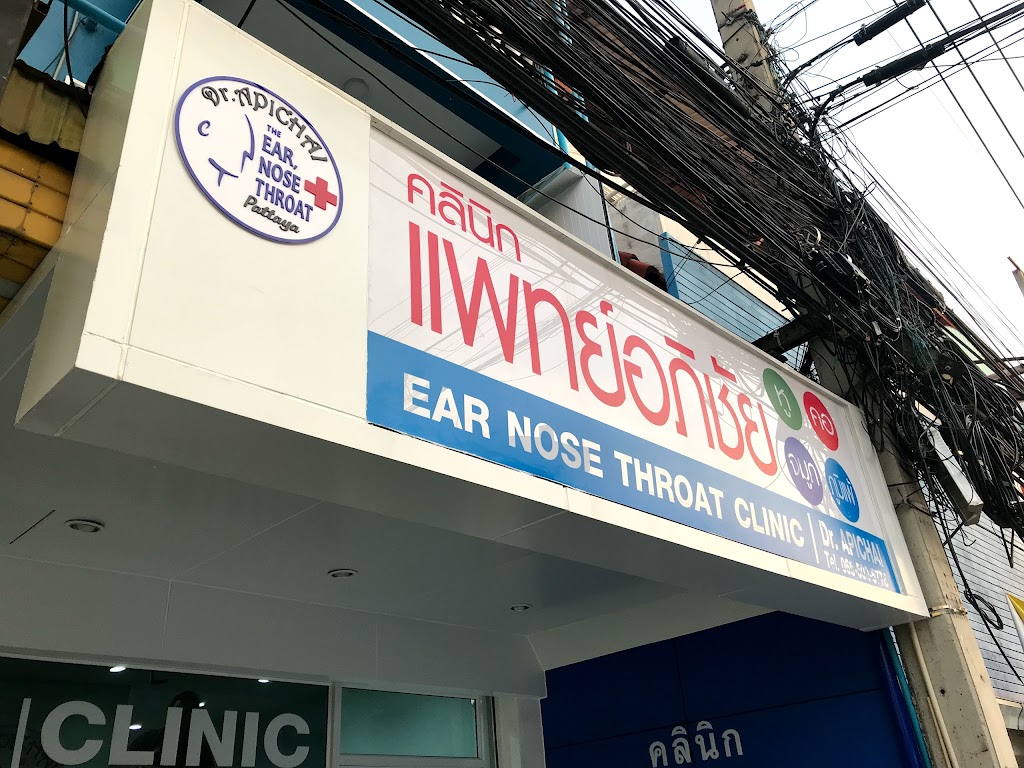 Dr. APICHAI
THE
EAR,
NOSE
THROAT
Pattaya
คลินิก
แพทย์อภิชัย
หู
คอ
จมูก
ภูมิแพ้
EAR NOSE THROAT CLINIC
Dr. APICHAI
Tel.
CLINIC
คลินิก